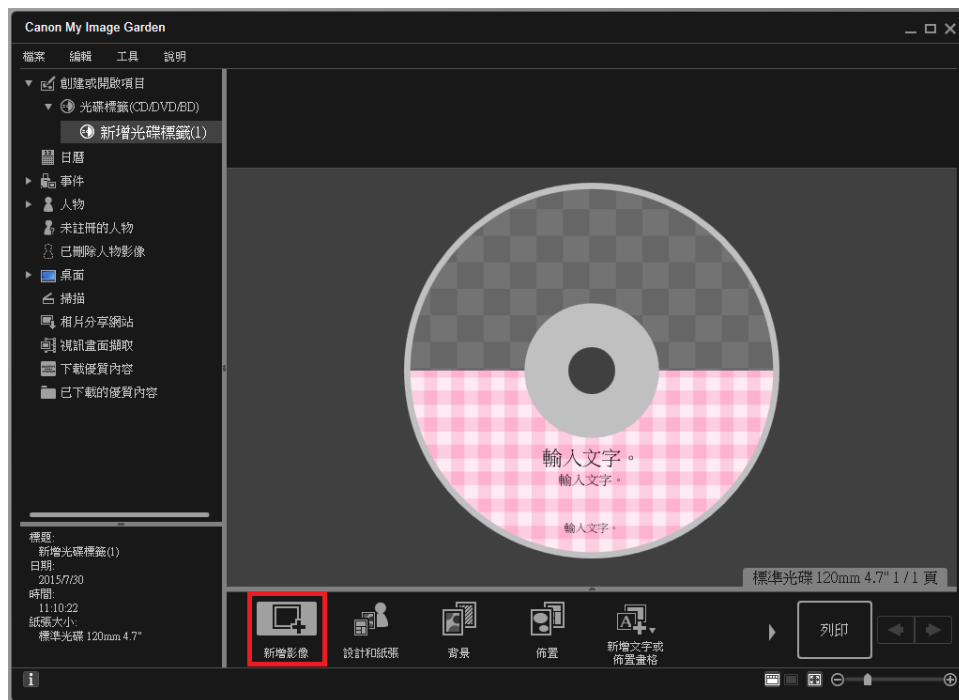 Canon My Image Garden
檔案 編輯 工具 說明
創建或開啟項目
光碟標籤(CD/DVD/BD)
新增光碟標籤(1)
日曆
事件
人物
未註冊的人物
已刪除人物影像
桌面
掃描
相片分享網站
視訊畫面擷取
下載優質內容
已下載的優質內容
輸入文字。
輸入文字。
輸入文字。
標題:
新增光碟標籤(1)
日期:
2015/7/30
時間:
11:10:22
紙張大小:
標準光碟 120mm 4.7"
標準光碟 120mm 4.7" 1 / 1 頁
新增影像
設計和紙張
背景
佈置
新增文字或
佈置畫格
列印